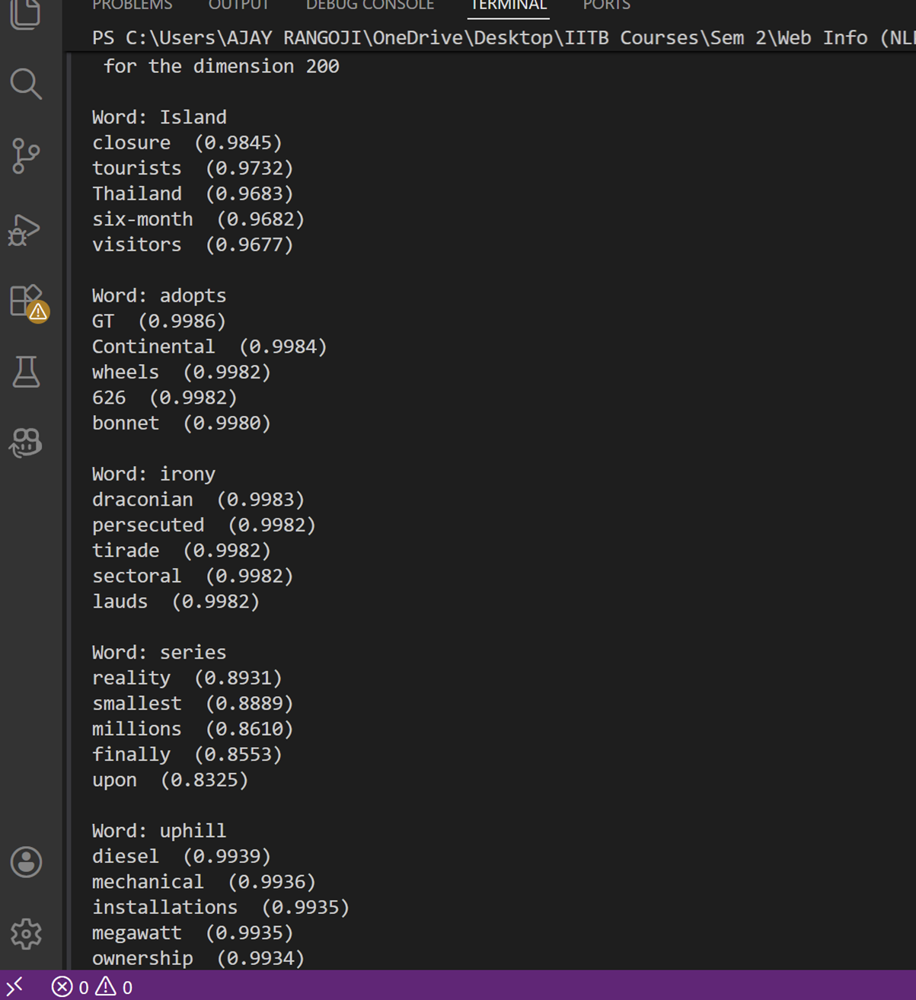 PROBLEMS OUTPUT DEBUG CONSOLE TERMINAL PORTS
PS C:\Users\AJAY RANGOJI\OneDrive\Desktop\IITB Courses\Sem 2\Web Info (NL
for the dimension 200
Word: Island
closure (0.9845)
tourists (0.9732)
Thailand (0.9683)
six-month (0.9682)
visitors (0.9677)
Word: adopts
GT (0.9986)
Continental (0.9984)
wheels (0.9982)
626 (0.9982)
bonnet (0.9980)
Word: irony
draconian (0.9983)
persecuted (0.9982)
tirade (0.9982)
sectoral (0.9982)
lauds (0.9982)
Word: series
reality (0.8931)
smallest (0.8889)
millions (0.8610)
finally (0.8553)
upon (0.8325)
Word: uphill
diesel (0.9939)
mechanical (0.9936)
installations (0.9935)
megawatt (0.9935)
ownership (0.9934)
0 0